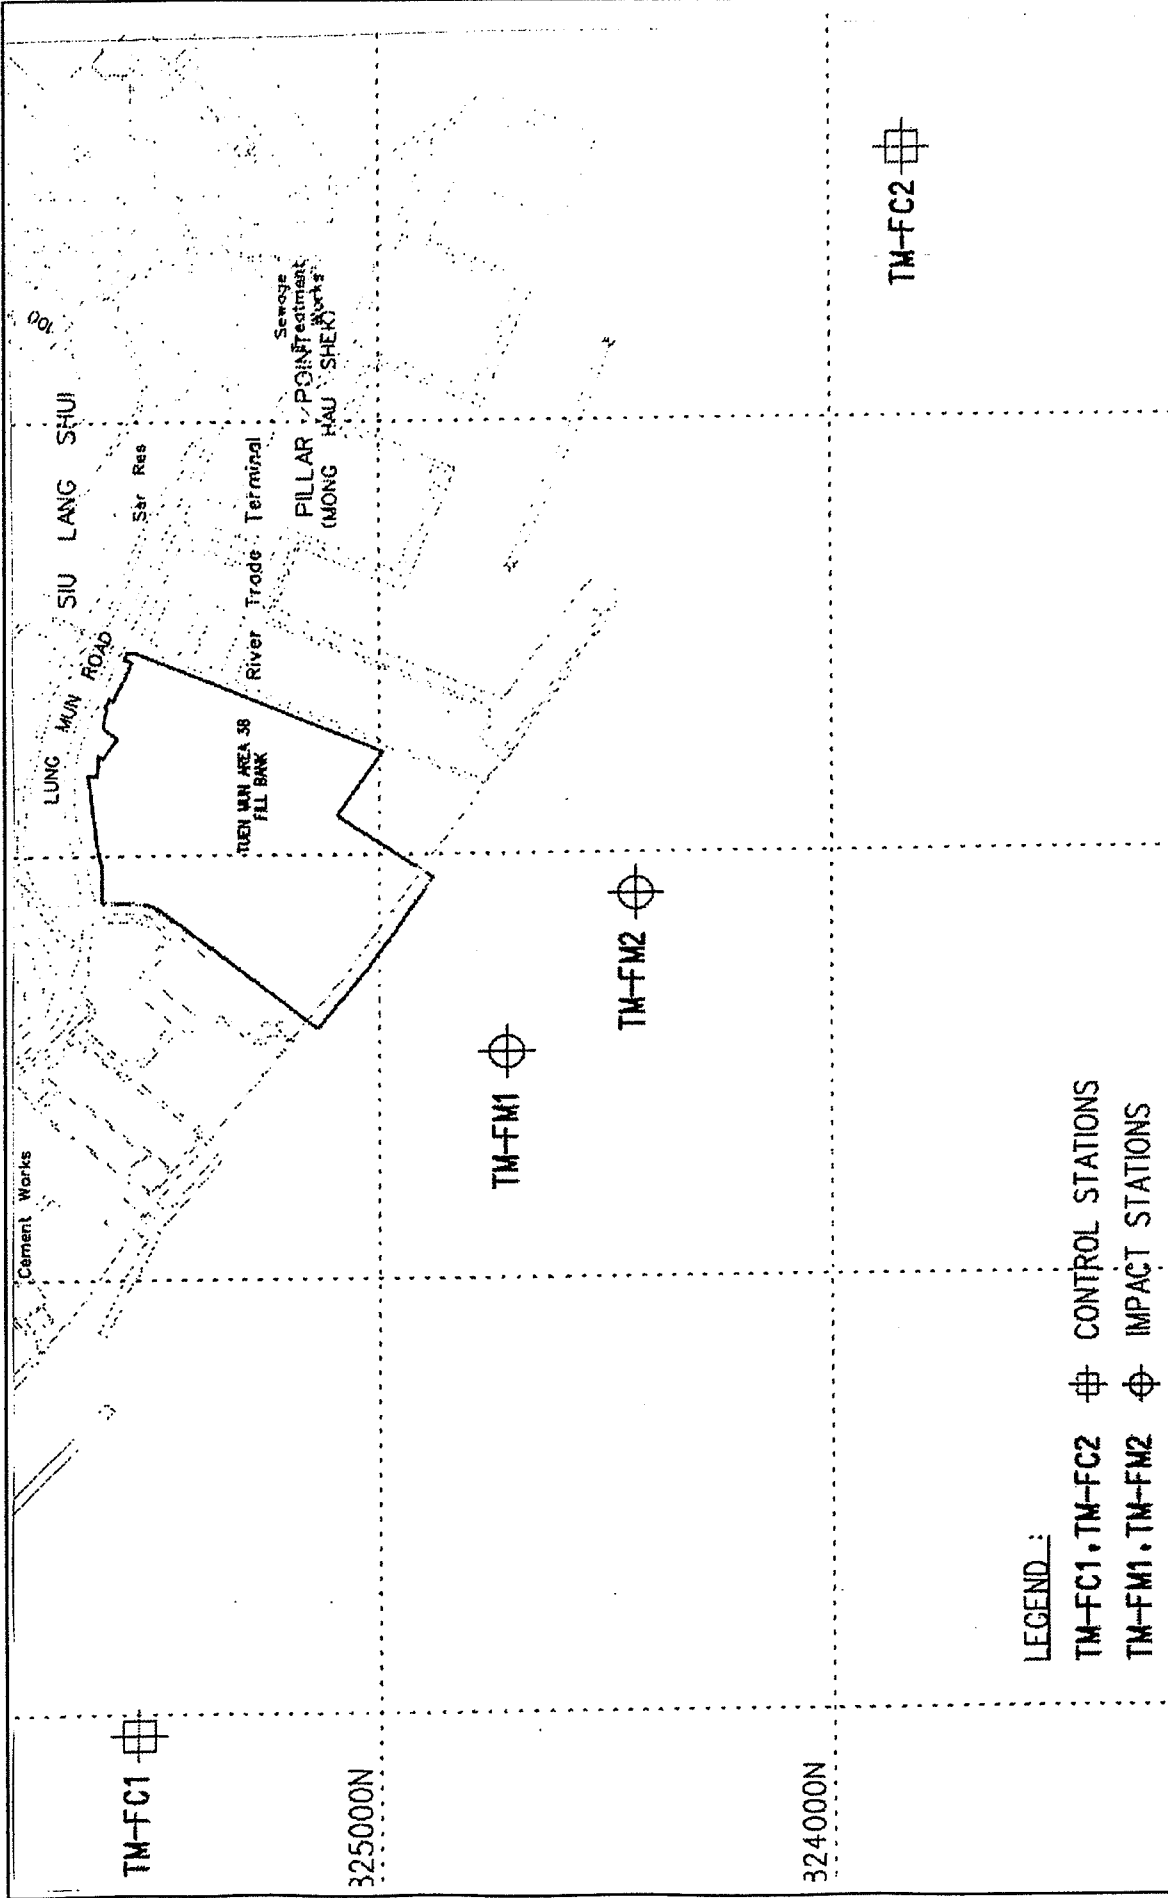 Cement Works
LUNG MUN ROAD
SIU LANG SHUI
100
Ser Res
TUEN MUN AREA 38
FILL BANK
River Trade Terminal
PILLAR POINT
(MONG HAU SHEK)
Sewage
Treatment
Works
TM-FC1
325000N
TM-FM1
TM-FM2
324000N
TM-FC2
LEGEND :
TM-FC1,TM-FC2 CONTROL STATIONS
TM-FM1,TM-FM2 IMPACT STATIONS